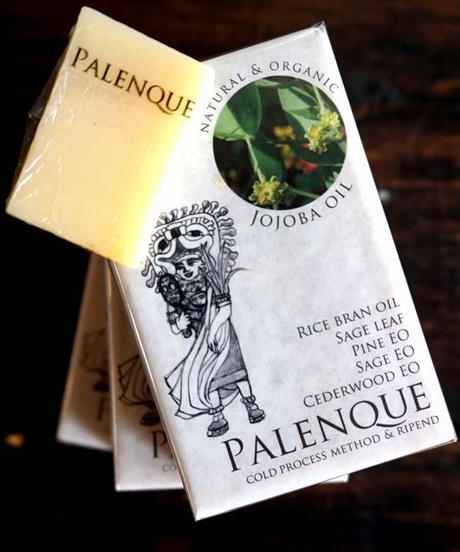 PALENQUE
NATURAL & ORGANIC
JOJOBA OIL
RICE BRAN OIL
SAGE LEAF
PINE EO
SAGE EO
CEDERWOOD EO
PALENQUE
COLD PROCESS METHOD & RIPEND
P
P
COLD